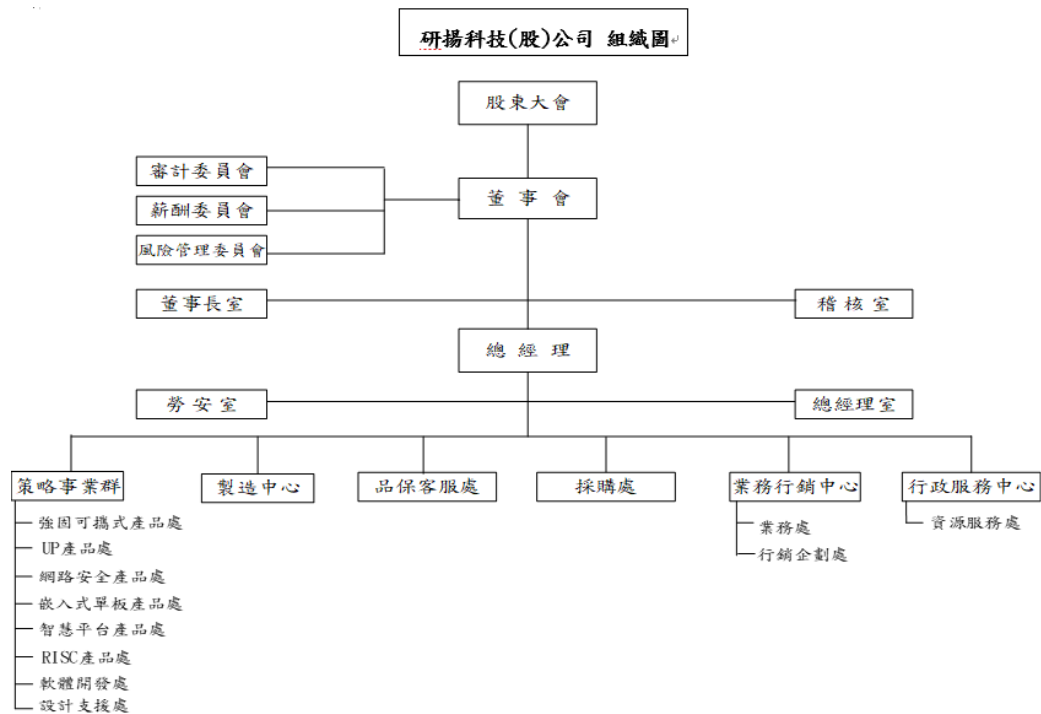 研揚科技(股)公司 組織圖
股東大會
審計委員會
董事會
薪酬委員會
風險管理委員會
董事長室
稽核室
總經理
勞安室
總經理室
策略事業群
製造中心
品保客服處
採購處
業務行銷中心
行政服務中心
強固可攜式產品處
UP產品處
網路安全產品處
嵌入式單板產品處
智慧平台產品處
RISC產品處
軟體開發處
設計支援處
業務處
行銷企劃處
資源服務處